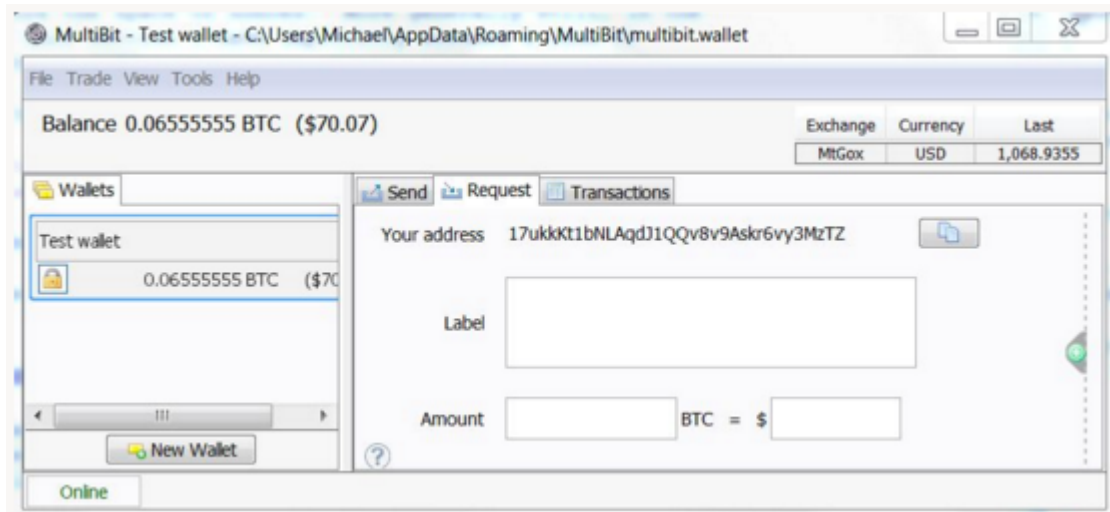 MultiBit - Test wallet - C:\Users\Michael\AppData\Roaming\MultiBit\multibit.wallet
File Trade View Tools Help
Balance 0.06555555 BTC ($70.07)
Exchange Currency Last
MtGox USD 1,068.9355
Wallets
Send Request Transactions
Test wallet
0.06555555 BTC ($70
Your address 17ukkKt1bNLAqdJ1QQv8v9Askr6vy3MzTZ
Label
Amount BTC = $
New Wallet
?
Online